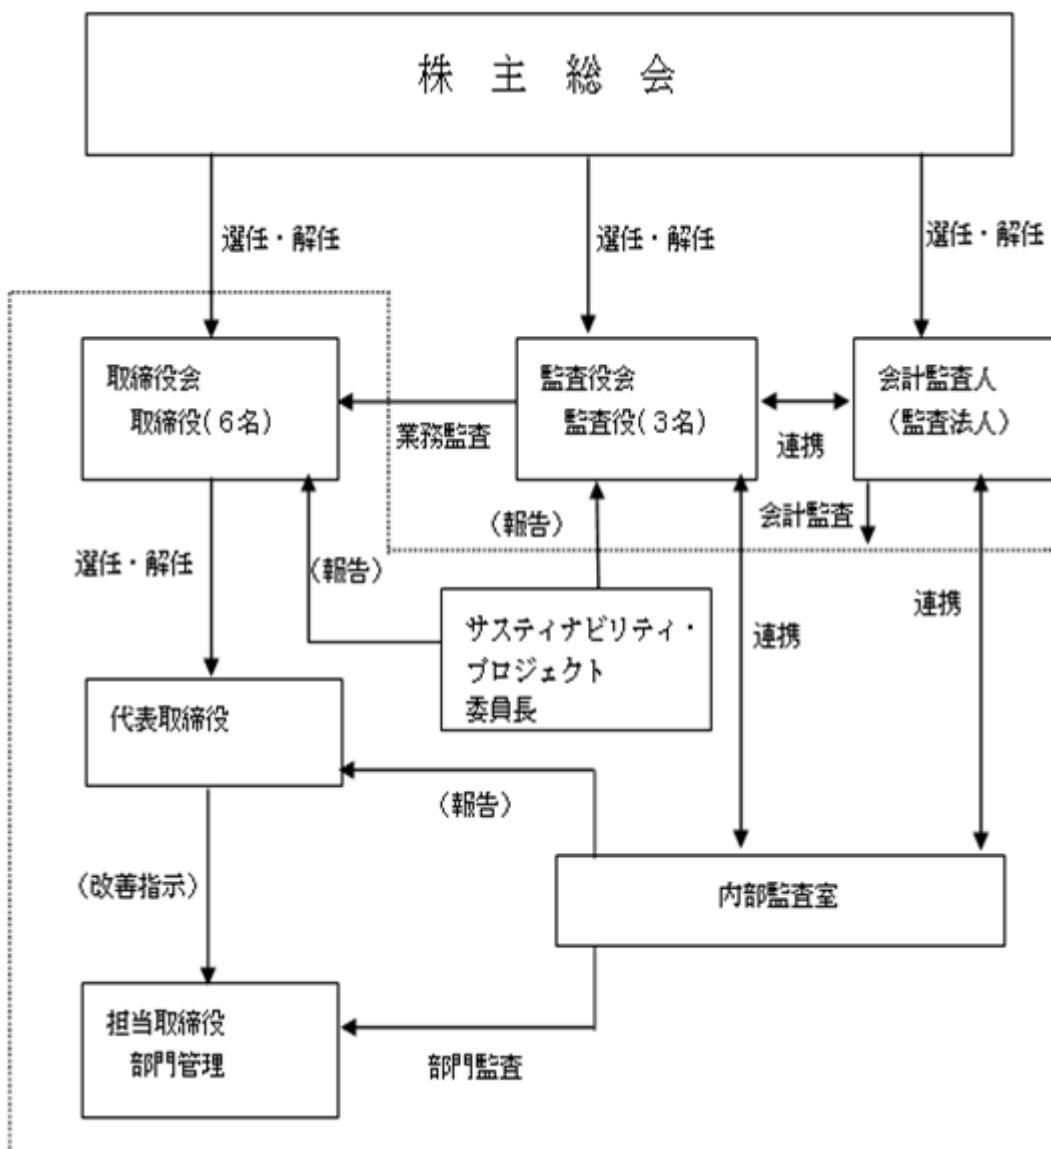 株 主 総 会
選任・解任
選任・解任
選任・解任
取締役会
取締役(6名)
監査役会
監査役(3名)
会計監査人
(監査法人)
業務監査
連携
会計監査
(報告)
選任・解任
(報告)
サスティナビリティ・
プロジェクト
委員長
連携
連携
代表取締役
(報告)
(改善指示)
内部監査室
担当取締役
部門管理
部門監査